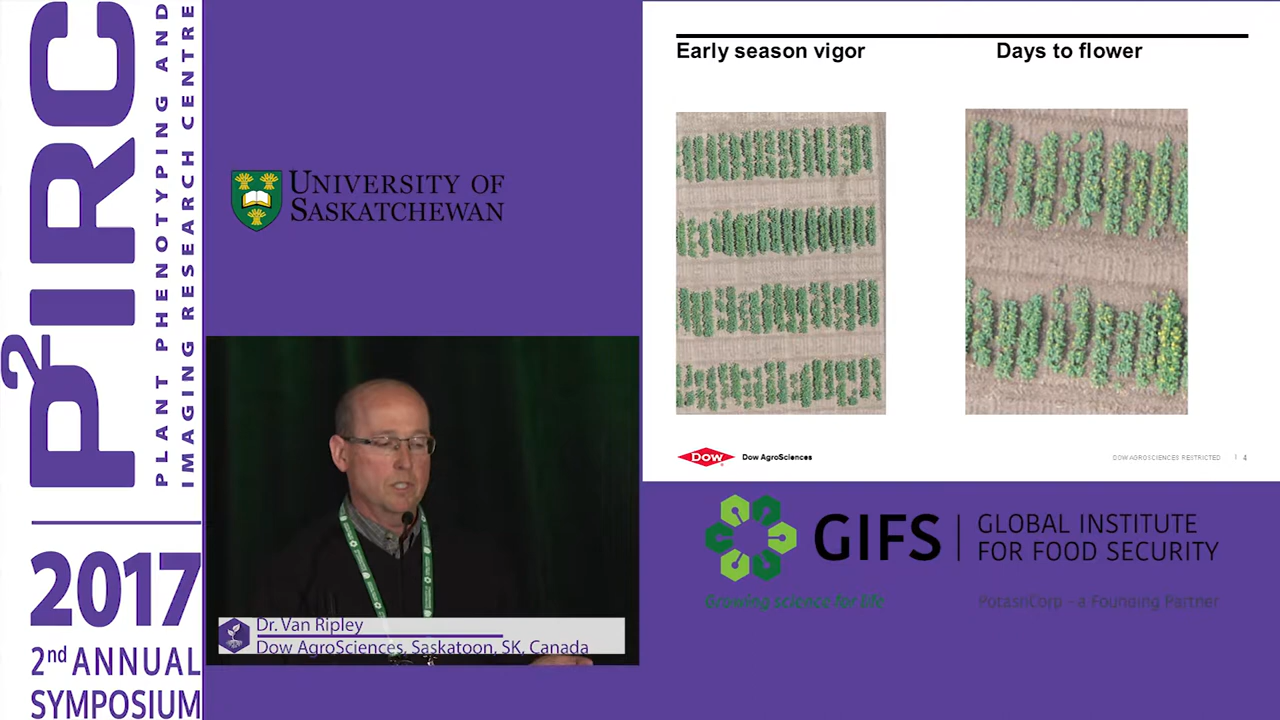 P2IRC
PLANT PHENOTYPING AND
IMAGING RESEARCH CENTRE
2017
2nd ANNUAL
SYMPOSIUM
UNIVERSITY OF
SASKATCHEWAN
Dr. Van Ripley
Dow AgroSciences, Saskatoon, SK, Canada
Early season vigor
Days to flower
DOW
Dow AgroSciences
DOW AGROSCIENCES RESTRICTED | 4
GIFS
GLOBAL INSTITUTE
FOR FOOD SECURITY
Growing science for life
PotashCorp – a Founding Partner